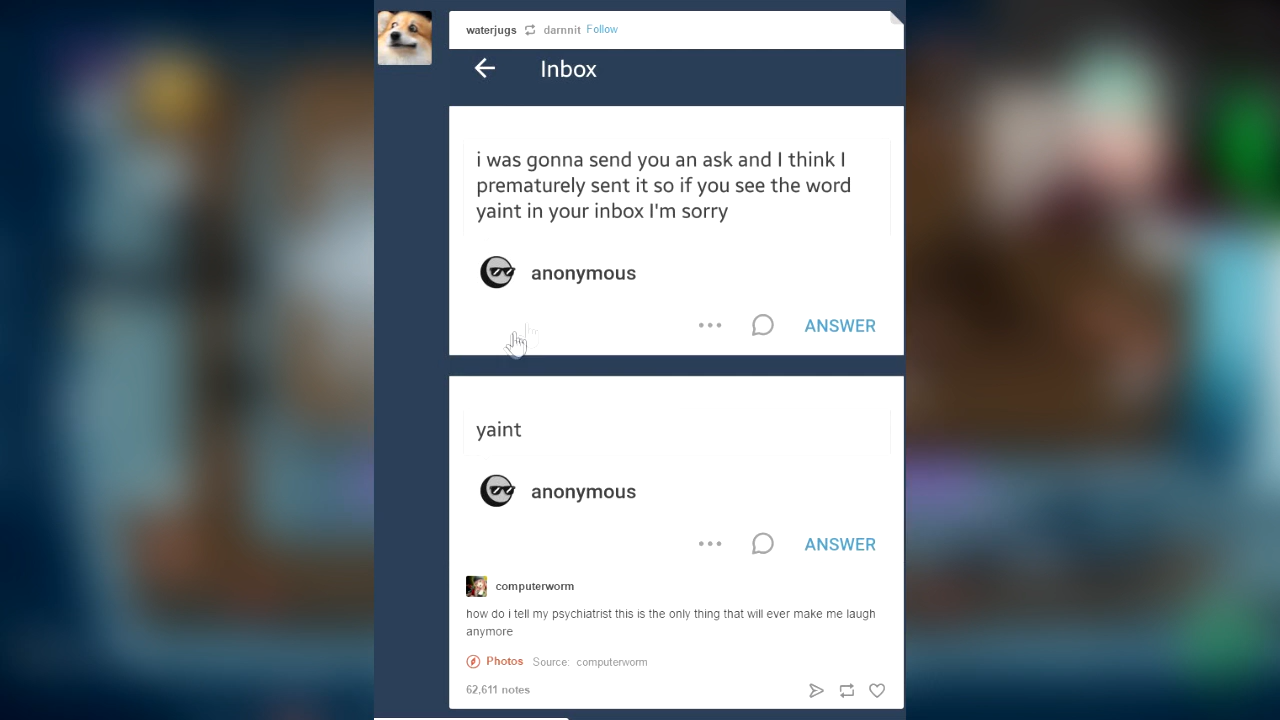 waterjugs darnnit Follow
Inbox
i was gonna send you an ask and I think I
prematurely sent it so if you see the word
yaint in your inbox I'm sorry
anonymous
ANSWER
yaint
anonymous
ANSWER
computerworm
how do i tell my psychiatrist this is the only thing that will ever make me laugh
anymore
Photos Source: computerworm
62,611 notes